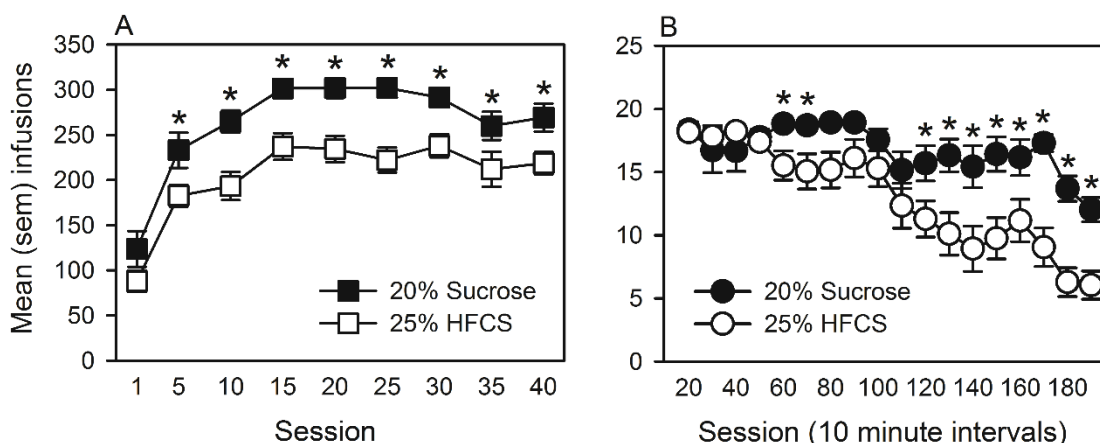 A
Mean (sem) infusions
350
300
250
200
150
100
50
0
* * * * * * * *
20% Sucrose
25% HFCS
1 5 10 15 20 25 30 35 40
Session
B
25
20
15
10
5
0
* * * * * * * * * *
20% Sucrose
25% HFCS
20 40 60 80 100 120 140 160 180
Session (10 minute intervals)